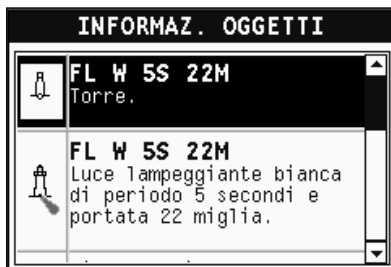 INFORMAZ. OGGETTI
FL W 5S 22M
Torre.
FL W 5S 22M
Luce lampeggiante bianca
di periodo 5 secondi e
portata 22 miglia.